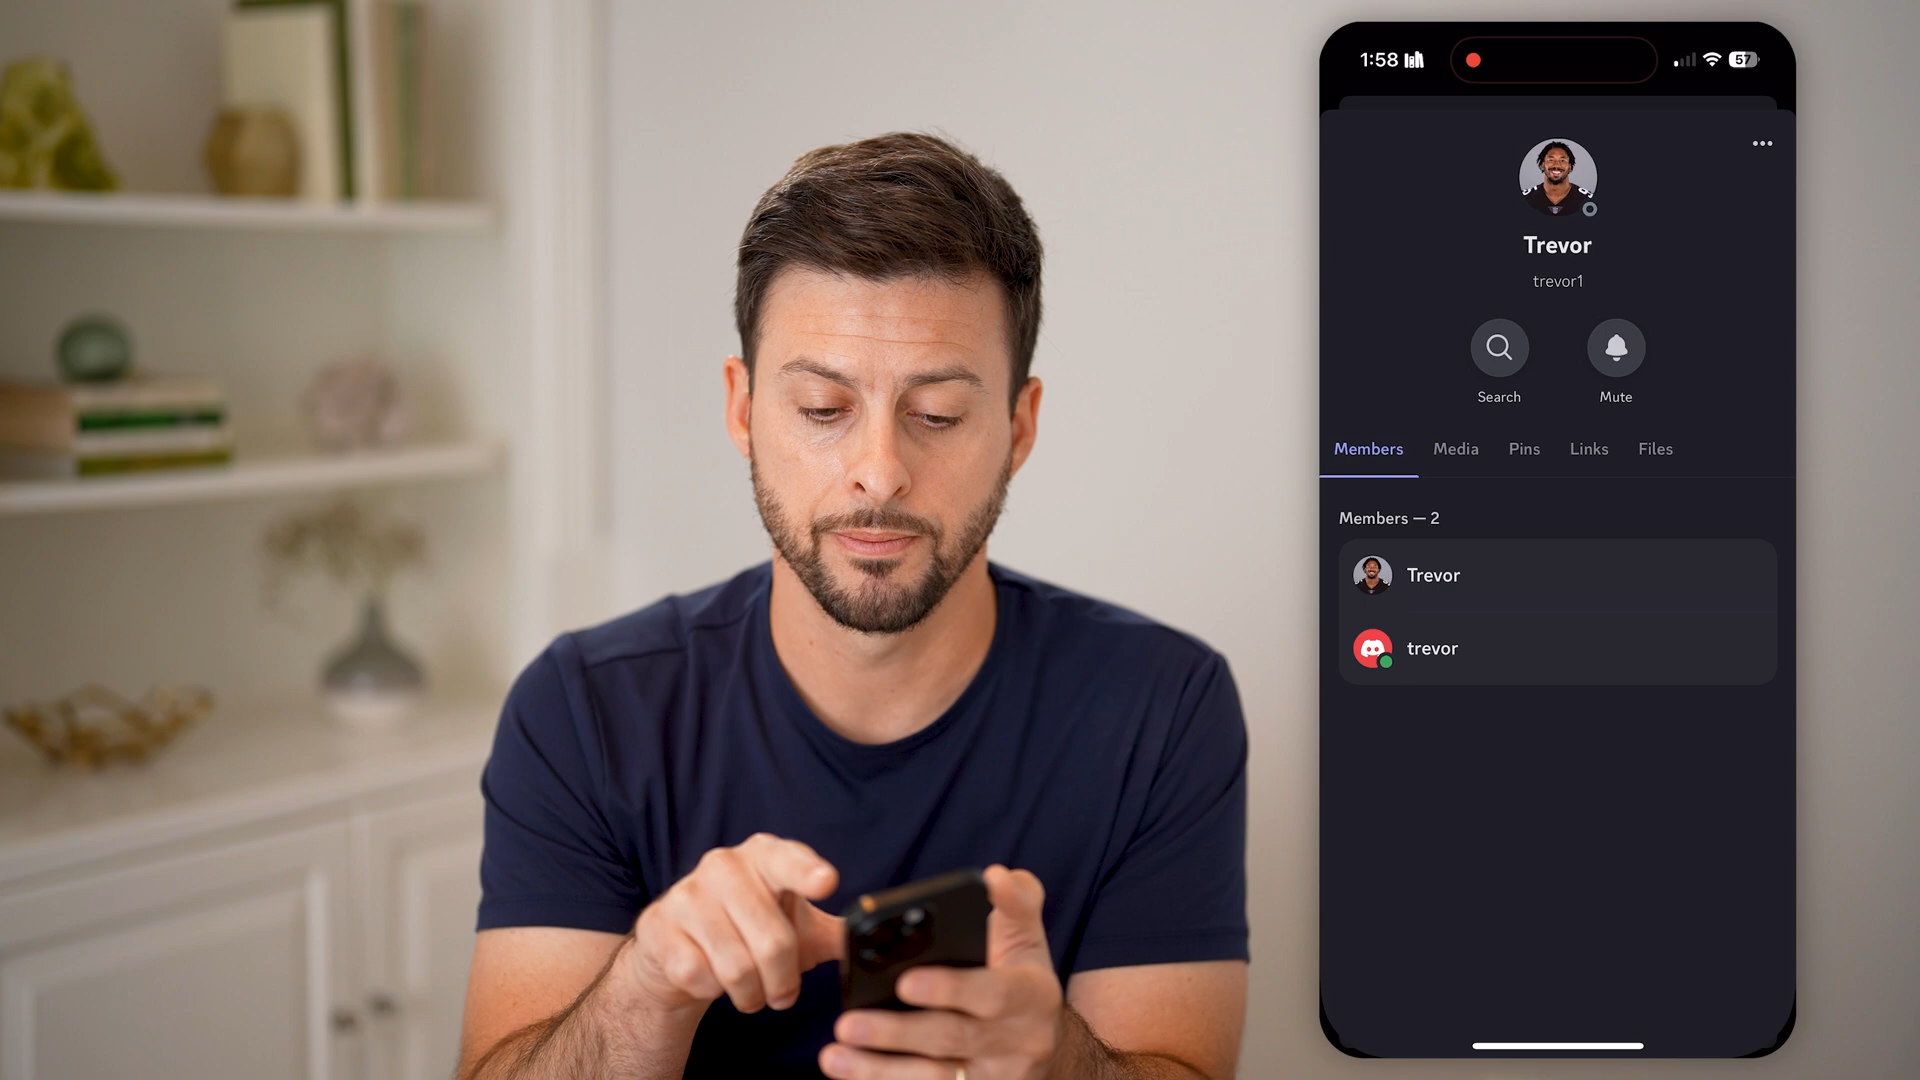 1:58
57
Trevor
trevor1
Search Mute
Members Media Pins Links Files
Members — 2
Trevor
trevor